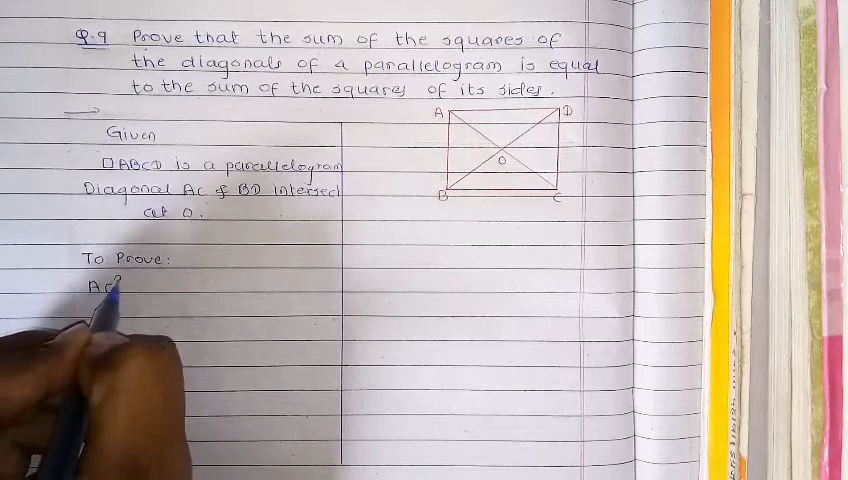 Q.9 Prove that the sum of the squares of
the diagonals of a parallelogram is equal
to the sum of the squares of its sides.
A D
Given
□ABCD is a parallelogram
O
Diagonal AC & BD intersect
B C
at O.
To Prove:
AC²